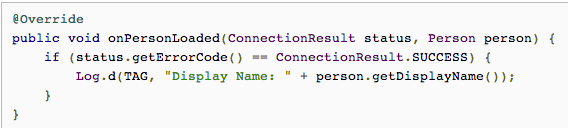 @Override
public void onPersonLoaded(ConnectionResult status, Person person) {
    if (status.getErrorCode() == ConnectionResult.SUCCESS) {
        Log.d(TAG, "Display Name: " + person.getDisplayName());
    }
}